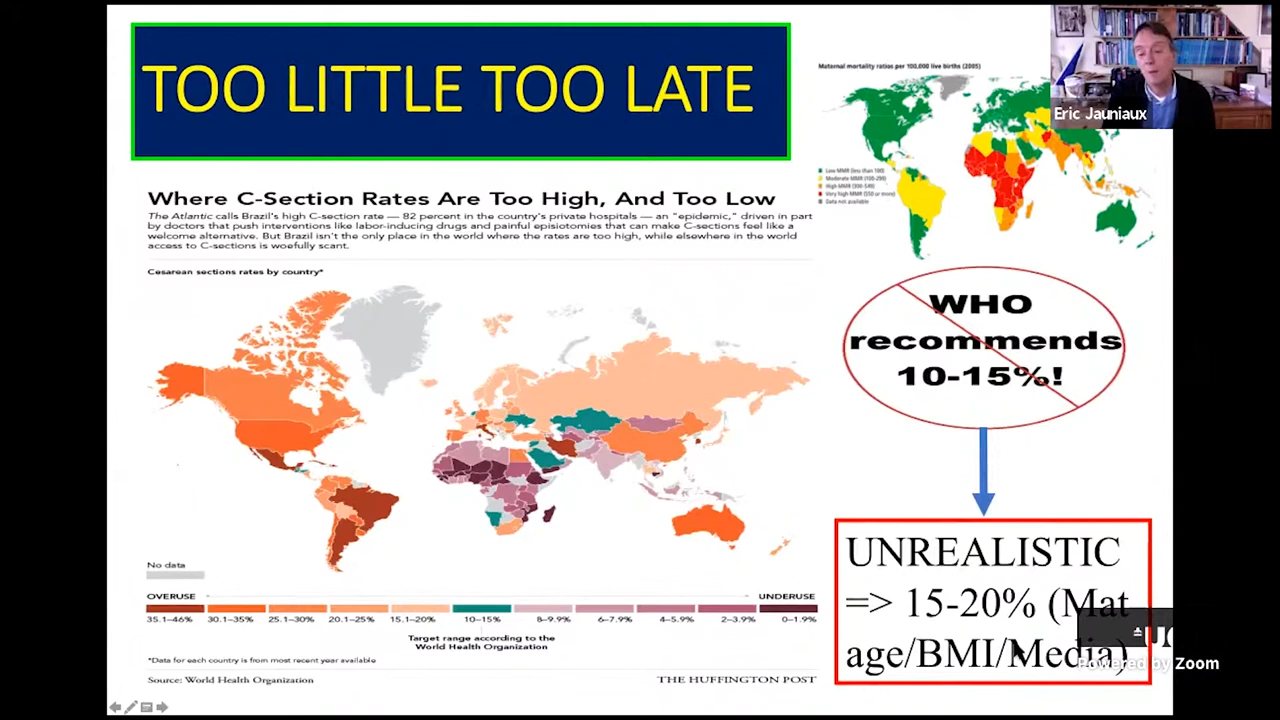 TOO LITTLE TOO LATE
Where C-Section Rates Are Too High, And Too Low
The Atlantic calls Brazil's high C-section rate — 82 percent in the country's private hospitals — an "epidemic," driven in part
by doctors that push interventions like labor-inducing drugs and painful episiotomies that can make C-sections feel like a
welcome alternative. But Brazil isn't the only place in the world where the rates are too high, while elsewhere in the world
access to C-sections is woefully scant.
Cesarean sections rates by country*
No data
OVERUSE
UNDERUSE
35.1–46% 30.1–35% 25.1–30% 20.1–25% 15.1–20% 10–15% 8–9.9% 6–7.9% 4–5.9% 2–3.9% 0–1.9%
Target range according to the
World Health Organization
*Data for each country is from most recent year available
Source: World Health Organization
THE HUFFINGTON POST
Maternal mortality ratios per 100,000 live births (2005)
Low MMR (less than 100)
Moderate MMR (100-299)
High MMR (300-549)
Very high MMR (550 or more)
Data not available
Eric Jauniaux
WHO
recommends
10-15%!
UNREALISTIC
=> 15-20% (Mat
age/BMI/Media)
Powered by Zoom